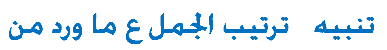 تنبيه ترتيب الجمل ع ما ورد من